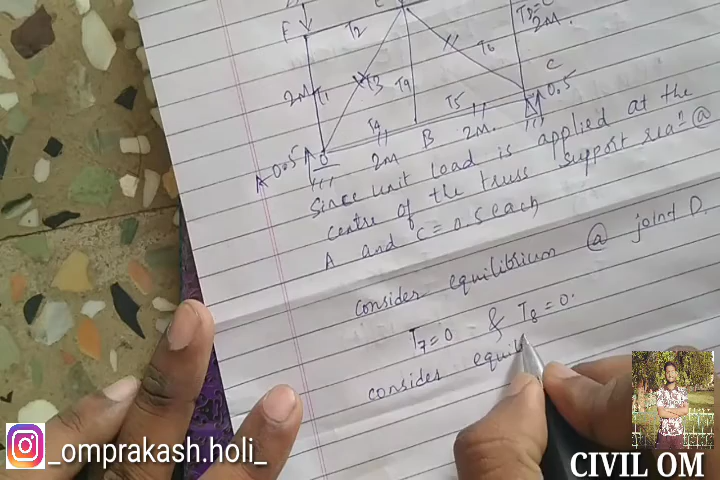 F
T2
T8=0
2M.
2M
T1
T3
T9
T6
C
0.5
T4
T5
A 0.5
2M
B
2M.
Since unit load is applied at the
centre of the truss support rea^n @
A and C = 0.5 each
consider equilibrium @ joint D.
T7=0 & T8=0.
consider equili
_omprakash.holi_
CIVIL OM